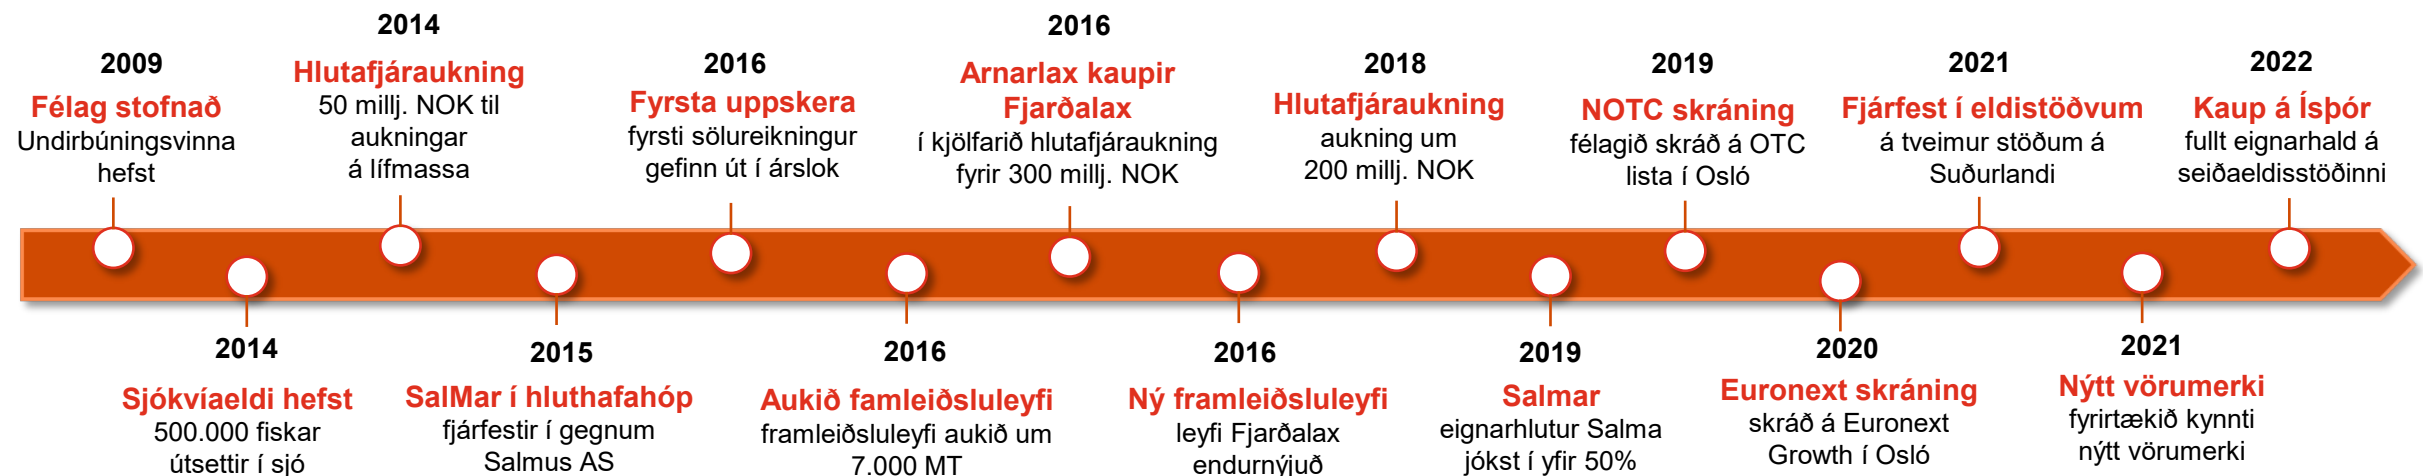 2009
Félag stofnað
Undirbúningsvinna
hefst
2014
Hlutafjáraukning
50 millj. NOK til
aukningar
á lífmassa
2016
Fyrsta uppskera
fyrsti sölureikningur
gefinn út í árslok
2016
Arnarlax kaupir
Fjarðalax
í kjölfarið hlutafjáraukning
fyrir 300 millj. NOK
2018
Hlutafjáraukning
aukning um
200 millj. NOK
2019
NOTC skráning
félagið skráð á OTC
lista í Osló
2021
Fjárfest í eldistöðvum
á tveimur stöðum á
Suðurlandi
2022
Kaup á Ísþór
fullt eignarhald á
seiðaeldisstöðinni
2014
Sjókvíaeldi hefst
500.000 fiskar
útsettir í sjó
2015
SalMar í hluthafahóp
fjárfestir í gegnum
Salmus AS
2016
Aukið famleiðsluleyfi
framleiðsluleyfi aukið um
7.000 MT
2016
Ný framleiðsluleyfi
leyfi Fjarðalax
endurnýjuð
2019
Salmar
eignarhlutur Salma
jókst í yfir 50%
2020
Euronext skráning
skráð á Euronext
Growth í Osló
2021
Nýtt vörumerki
fyrirtækið kynnti
nýtt vörumerki